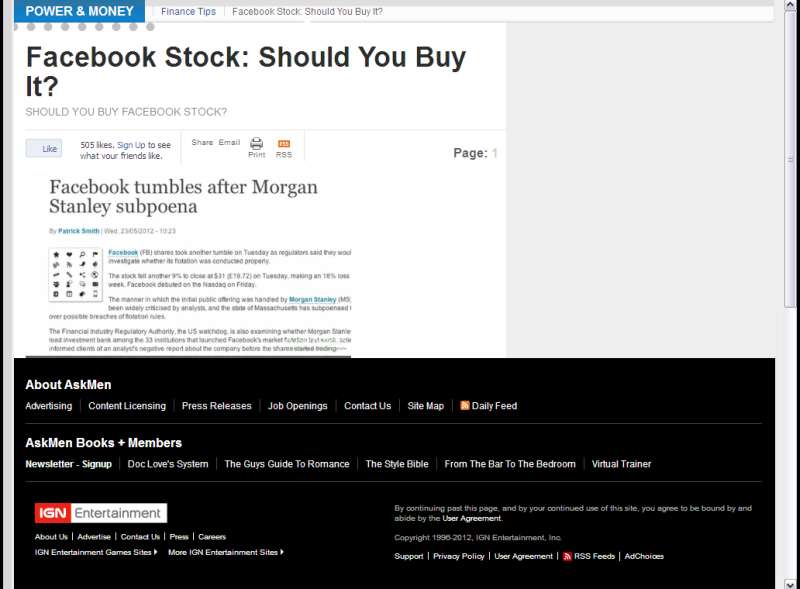 POWER & MONEY
Finance Tips
Facebook Stock: Should You Buy It?
Facebook Stock: Should You Buy
It?
SHOULD YOU BUY FACEBOOK STOCK?
Like
505 likes. Sign Up to see
what your friends like.
Share Email
Print
RSS
Page: 1
Facebook tumbles after Morgan
Stanley subpoena
By Patrick Smith | Wed, 23/05/2012 - 10:23
Facebook (FB) shares took another tumble on Tuesday as regulators said they woul
investigate whether its flotation was conducted properly.
The stock fell another 9% to close at $31 (£19.72) on Tuesday, making an 18% loss
week. Facebook debuted on the Nasdaq on Friday.
The manner in which the initial public offering was handled by Morgan Stanley (MS)
been widely criticised by analysts, and the state of Massachusetts has subpoenaed
over possible breaches of flotation rules.
The Financial Industry Regulatory Authority, the US watchdog, is also examining whether Morgan Stanle
lead investment bank among the 33 institutions that launched Facebook's market
informed clients of an analyst's negative report about the company before the shares started trading
About AskMen
Advertising Content Licensing Press Releases Job Openings Contact Us Site Map Daily Feed
AskMen Books + Members
Newsletter - Signup Doc Love's System The Guys Guide To Romance The Style Bible From The Bar To The Bedroom Virtual Trainer
IGN Entertainment
About Us | Advertise | Contact Us | Press | Careers
IGN Entertainment Games Sites More IGN Entertainment Sites
By continuing past this page, and by your continued use of this site, you agree to be bound by and
abide by the User Agreement.
Copyright 1996-2012, IGN Entertainment, Inc.
Support | Privacy Policy | User Agreement | RSS Feeds | AdChoices